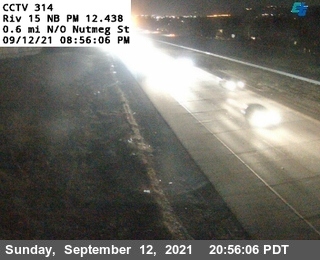 CCTV 314
Riv 15 NB PM 12.438
0.6 mi N/O Nutmeg St
09/12/21 08:56:06 PM
Sunday, September 12, 2021 20:56:06 PDT